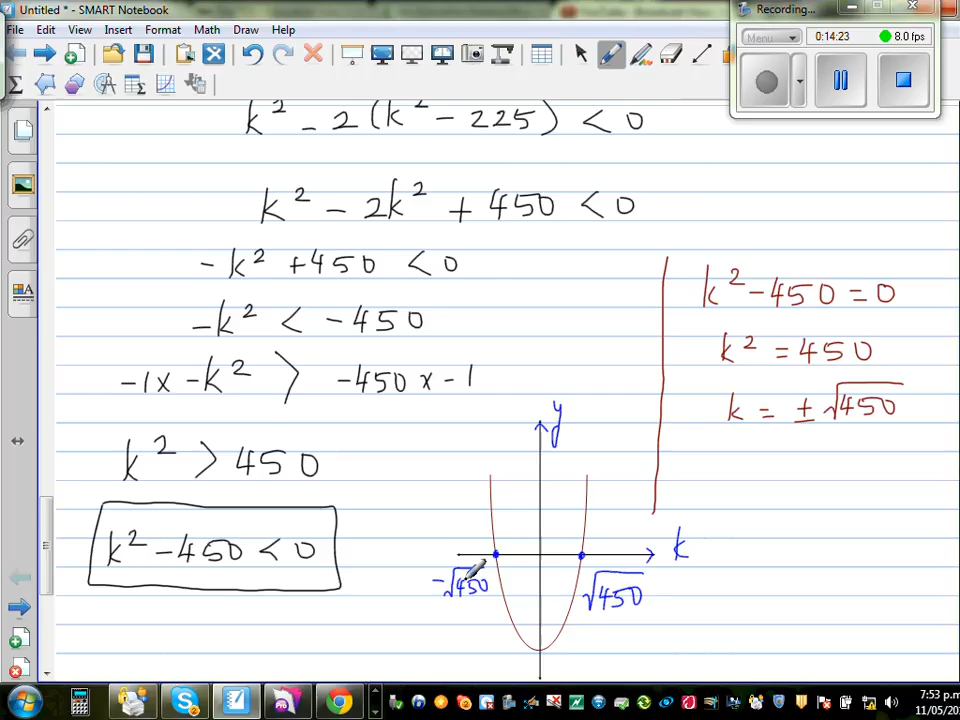 Untitled * - SMART Notebook
Recording...
File Edit View Insert Format Math Draw Help
Menu
0:14:23
8.0 fps
k² - 2(k² - 225) < 0
k² - 2k² + 450 < 0
-k² +450 < 0
-k² < -450
-1x -k² > -450 x -1
k² > 450
k² - 450 < 0
k² - 450 = 0
k² = 450
k = ± √450
y
k
-√450
√450
7:53 p.m
11/05/20